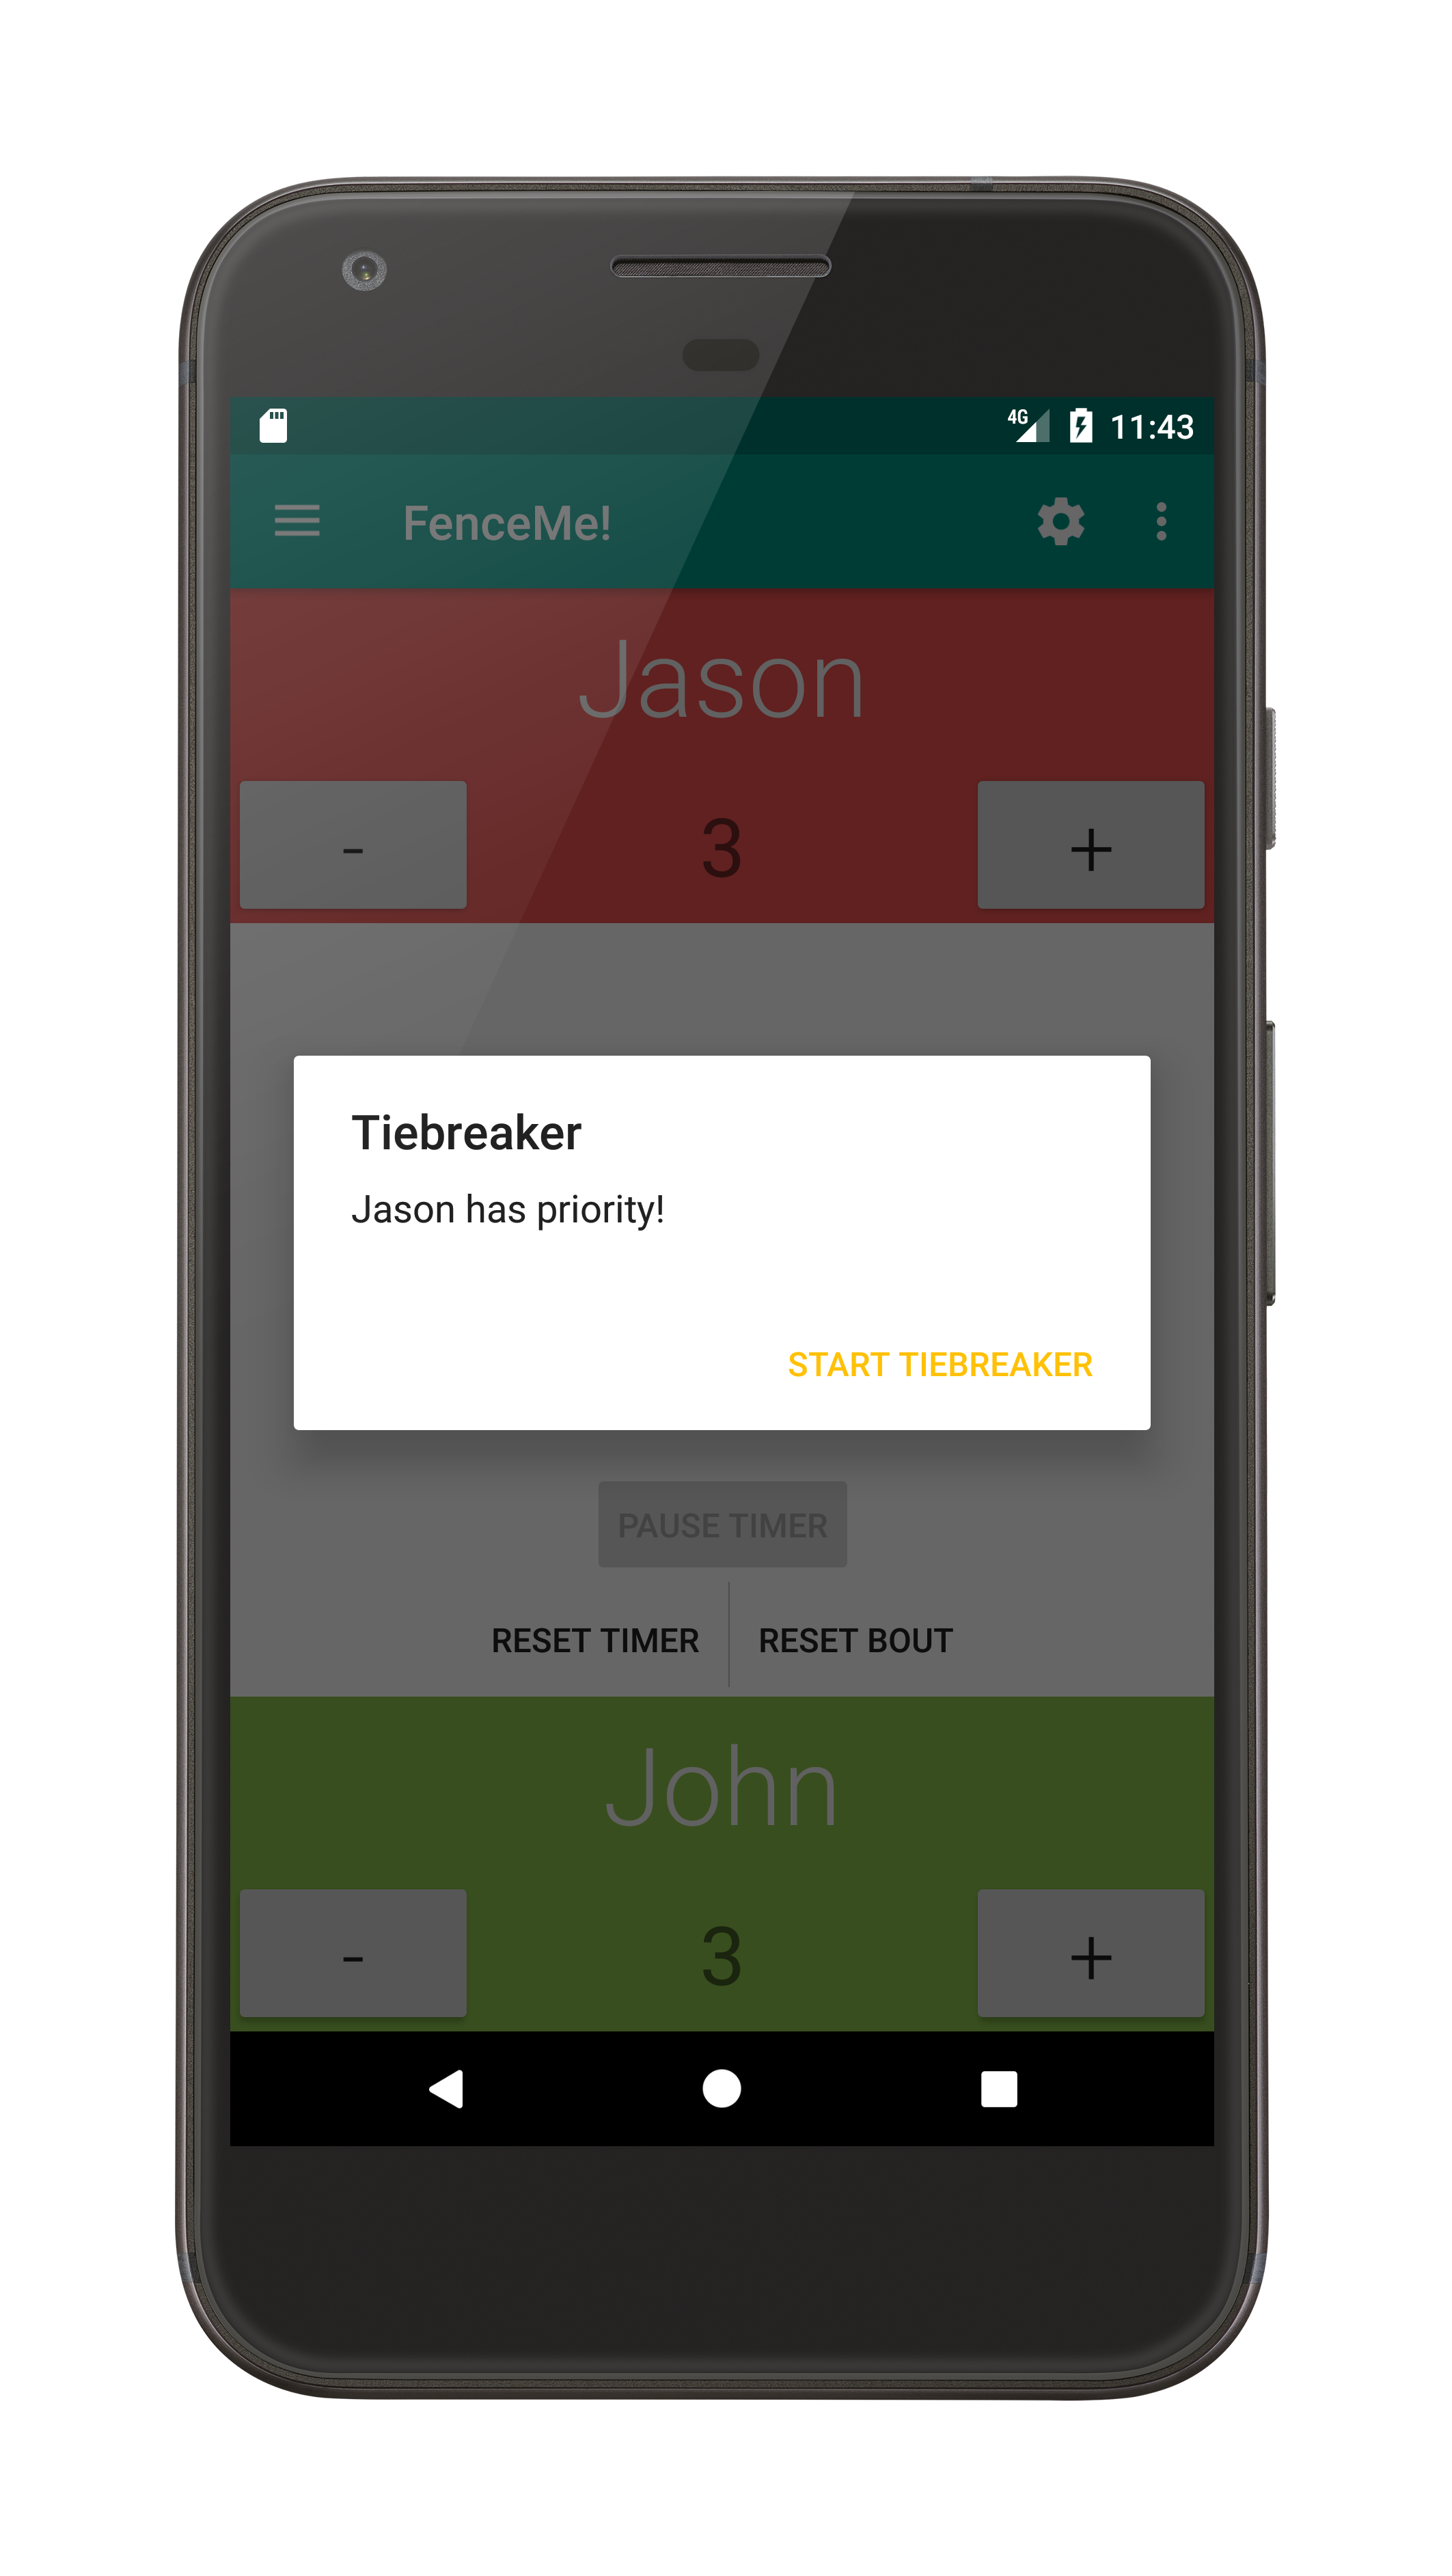 4G 11:43
FenceMe!
Jason
- 3 +
Tiebreaker
Jason has priority!
START TIEBREAKER
PAUSE TIMER
RESET TIMER RESET BOUT
John
- 3 +